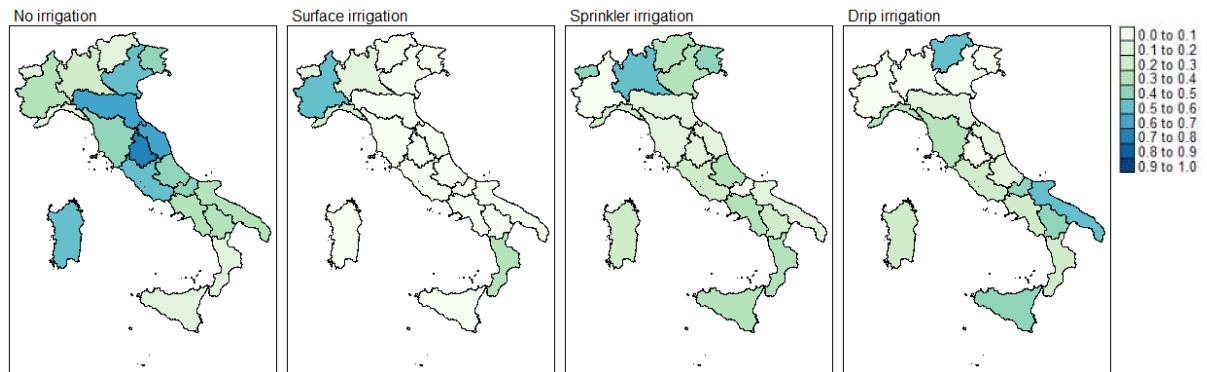 No irrigation
Surface irrigation
Sprinkler irrigation
Drip irrigation
0.0 to 0.1
0.1 to 0.2
0.2 to 0.3
0.3 to 0.4
0.4 to 0.5
0.5 to 0.6
0.6 to 0.7
0.7 to 0.8
0.8 to 0.9
0.9 to 1.0